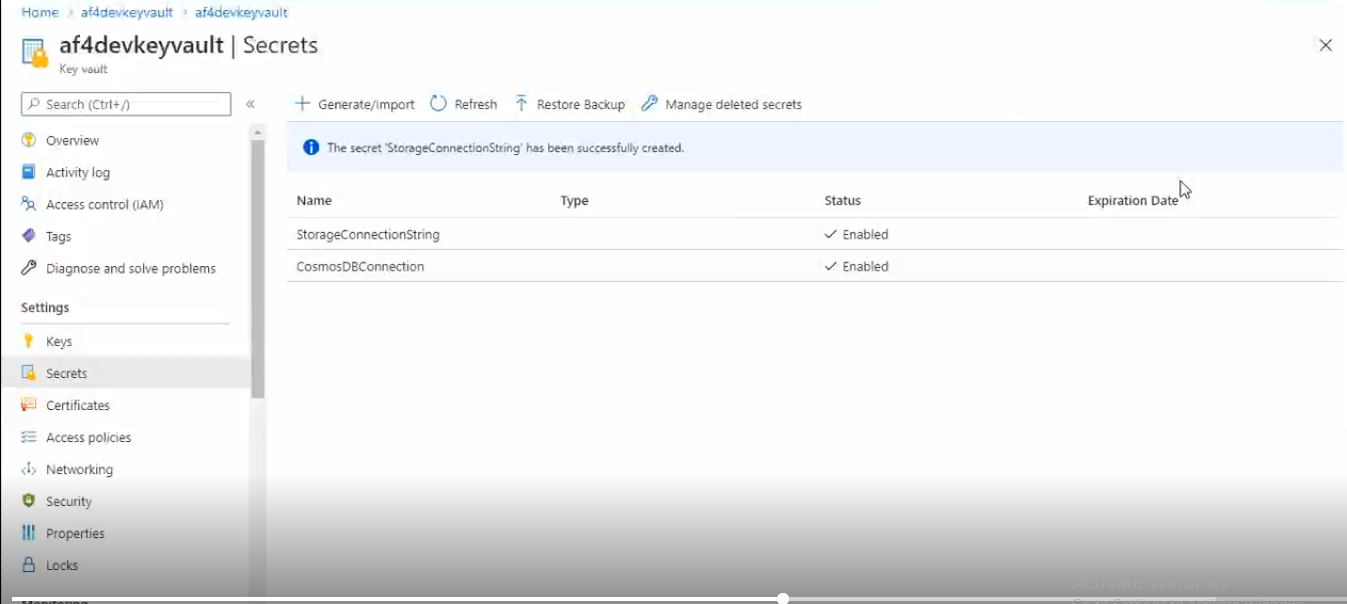 Home > af4devkeyvault > af4devkeyvault
af4devkeyvault | Secrets
Key vault
Search (Ctrl+/)
«
Generate/Import Refresh Restore Backup Manage deleted secrets
Overview
Activity log
Access control (IAM)
Tags
Diagnose and solve problems
Settings
Keys
Secrets
Certificates
Access policies
Networking
Security
Properties
Locks
Monitoring
The secret 'StorageConnectionString' has been successfully created.
Name Type Status Expiration Date
StorageConnectionString Enabled
CosmosDBConnection Enabled
Activate Windows